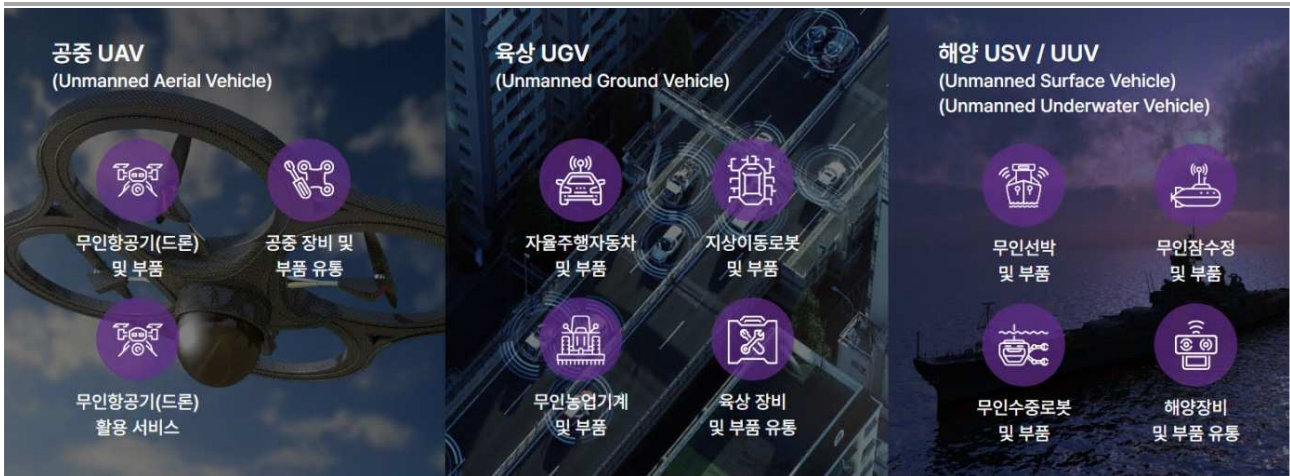 공중 UAV
(Unmanned Aerial Vehicle)
무인항공기(드론)
및 부품
공중 장비 및
부품 유통
무인항공기(드론)
활용 서비스
육상 UGV
(Unmanned Ground Vehicle)
자율주행자동차
및 부품
지상이동로봇
및 부품
무인농업기계
및 부품
육상 장비
및 부품 유통
해양 USV / UUV
(Unmanned Surface Vehicle)
(Unmanned Underwater Vehicle)
무인선박
및 부품
무인잠수정
및 부품
무인수중로봇
및 부품
해양장비
및 부품 유통